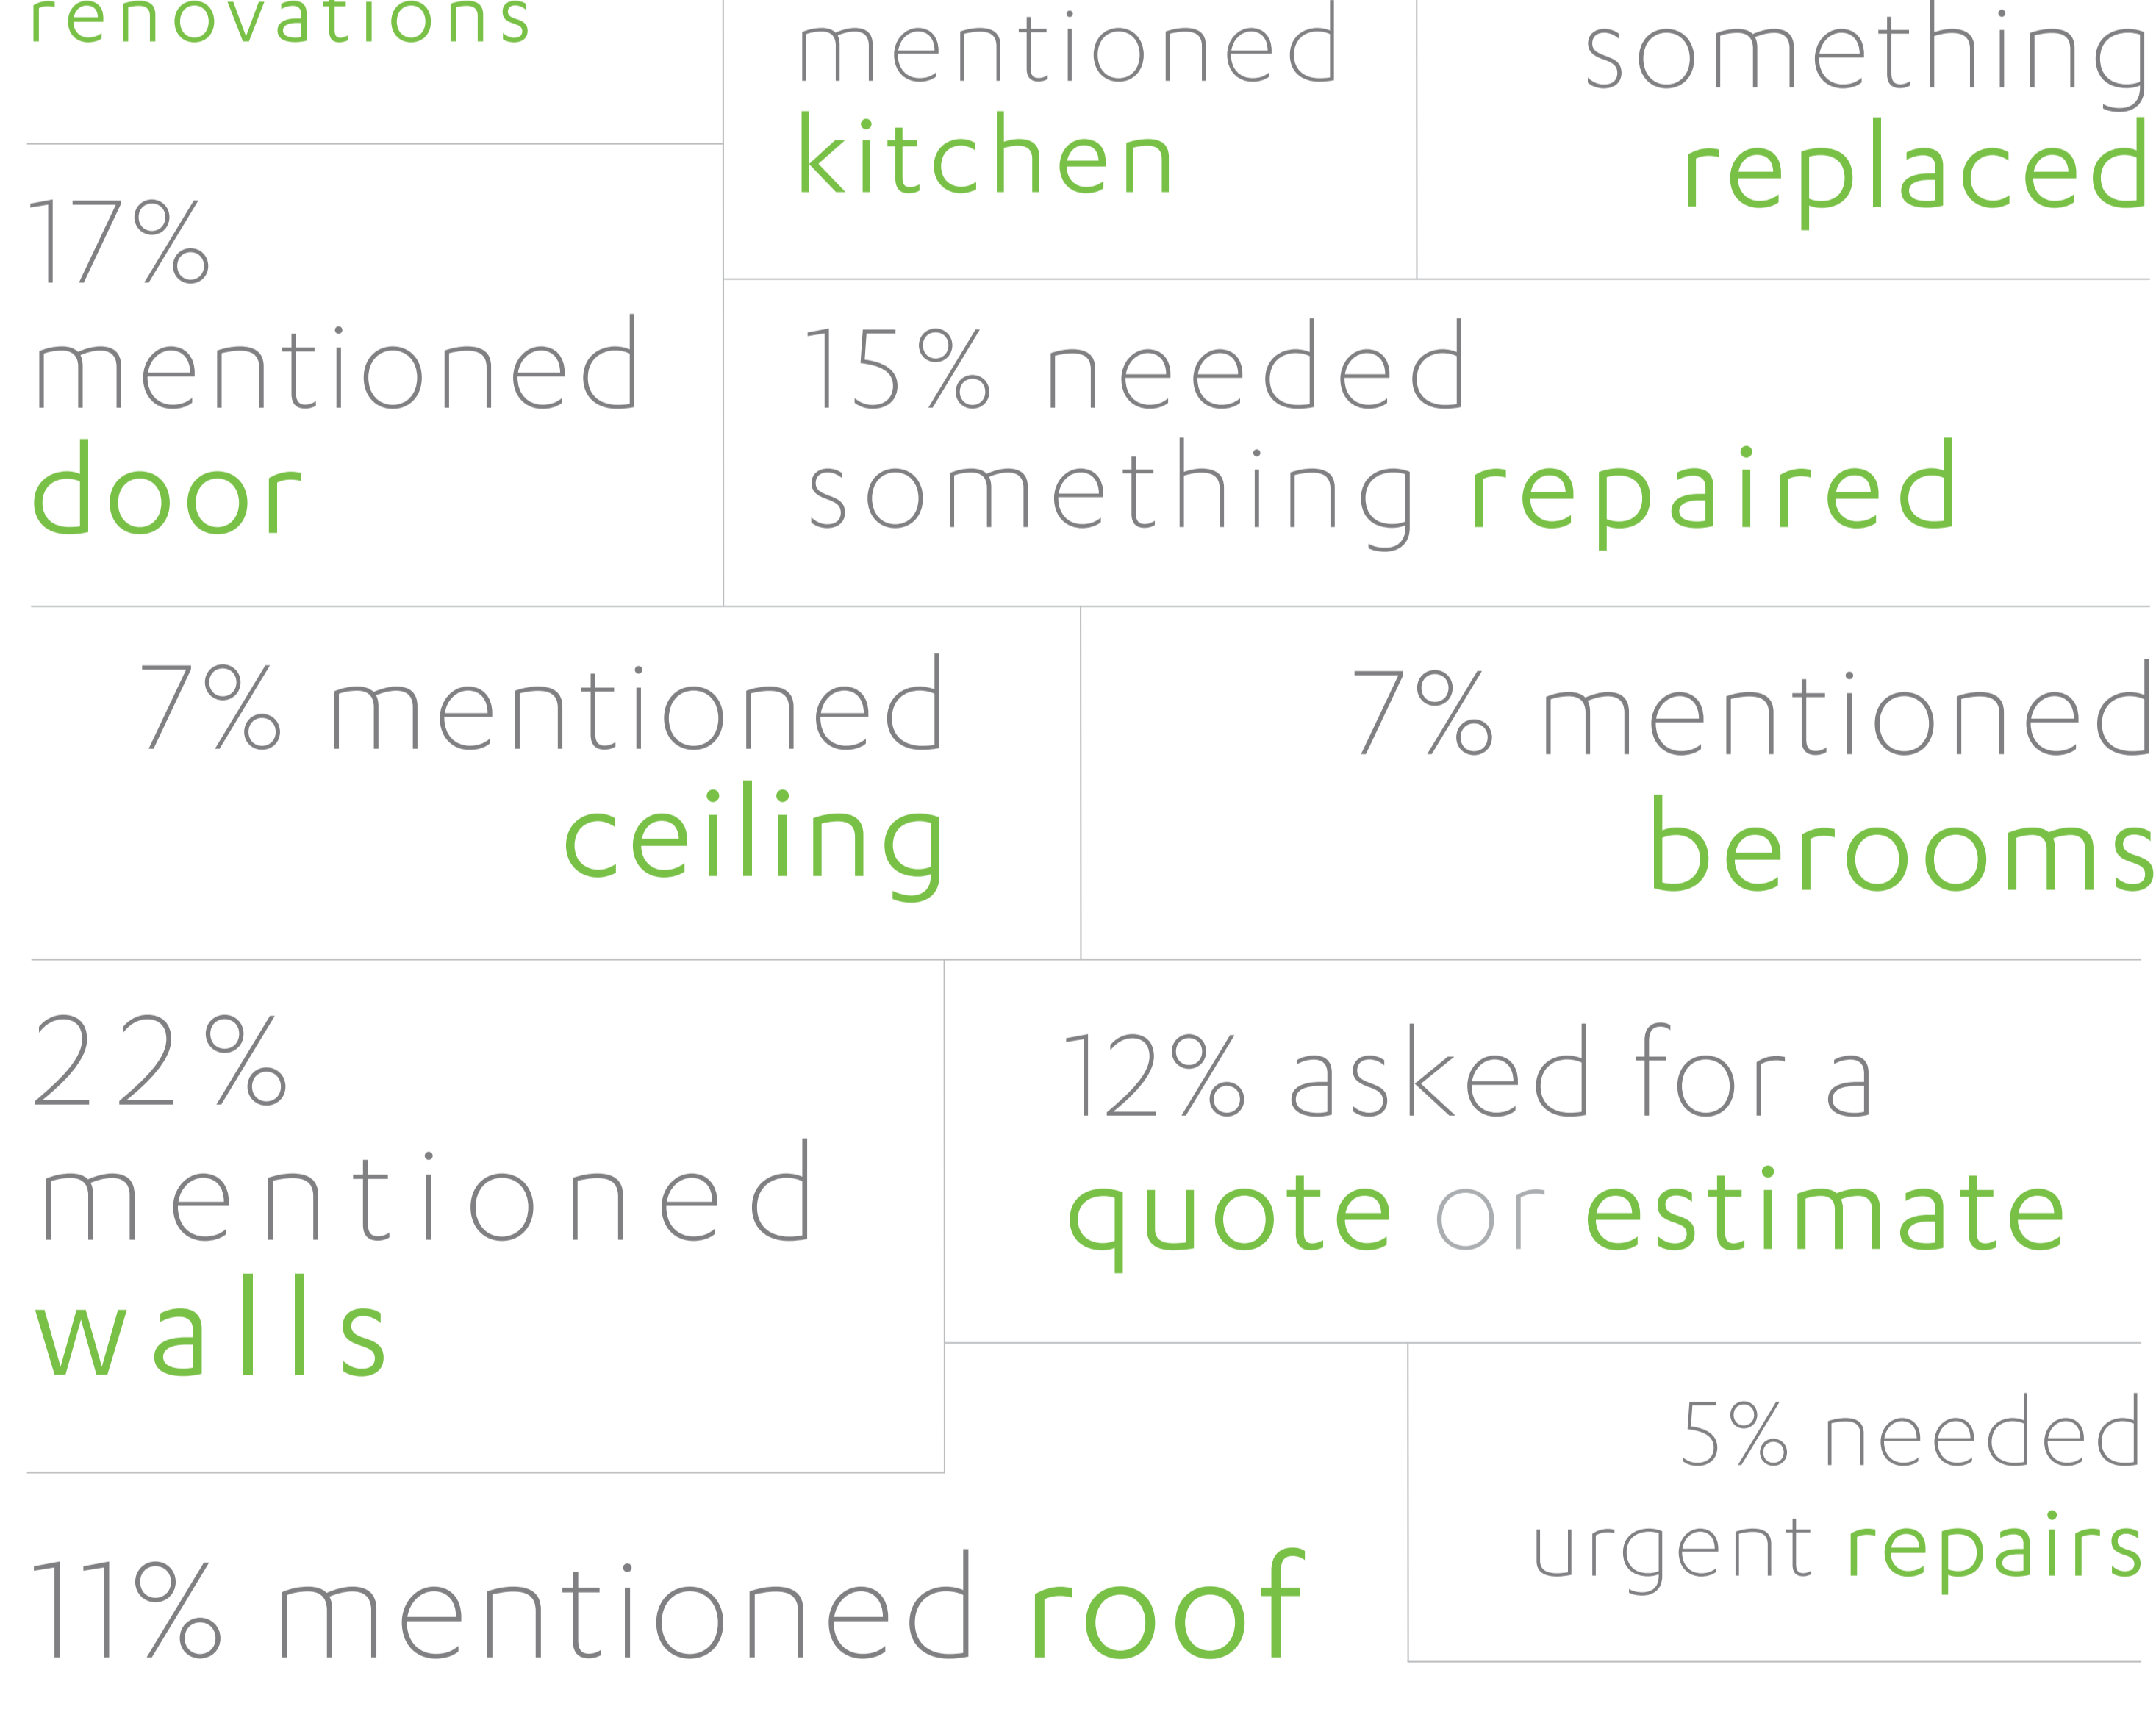 renovations
mentioned
kitchen
something
replaced
17%
mentioned
door
15% needed
something repaired
7% mentioned
ceiling
7% mentioned
berooms
22%
mentioned
walls
12% asked for a
quote or estimate
5% needed
urgent repairs
11% mentioned roof